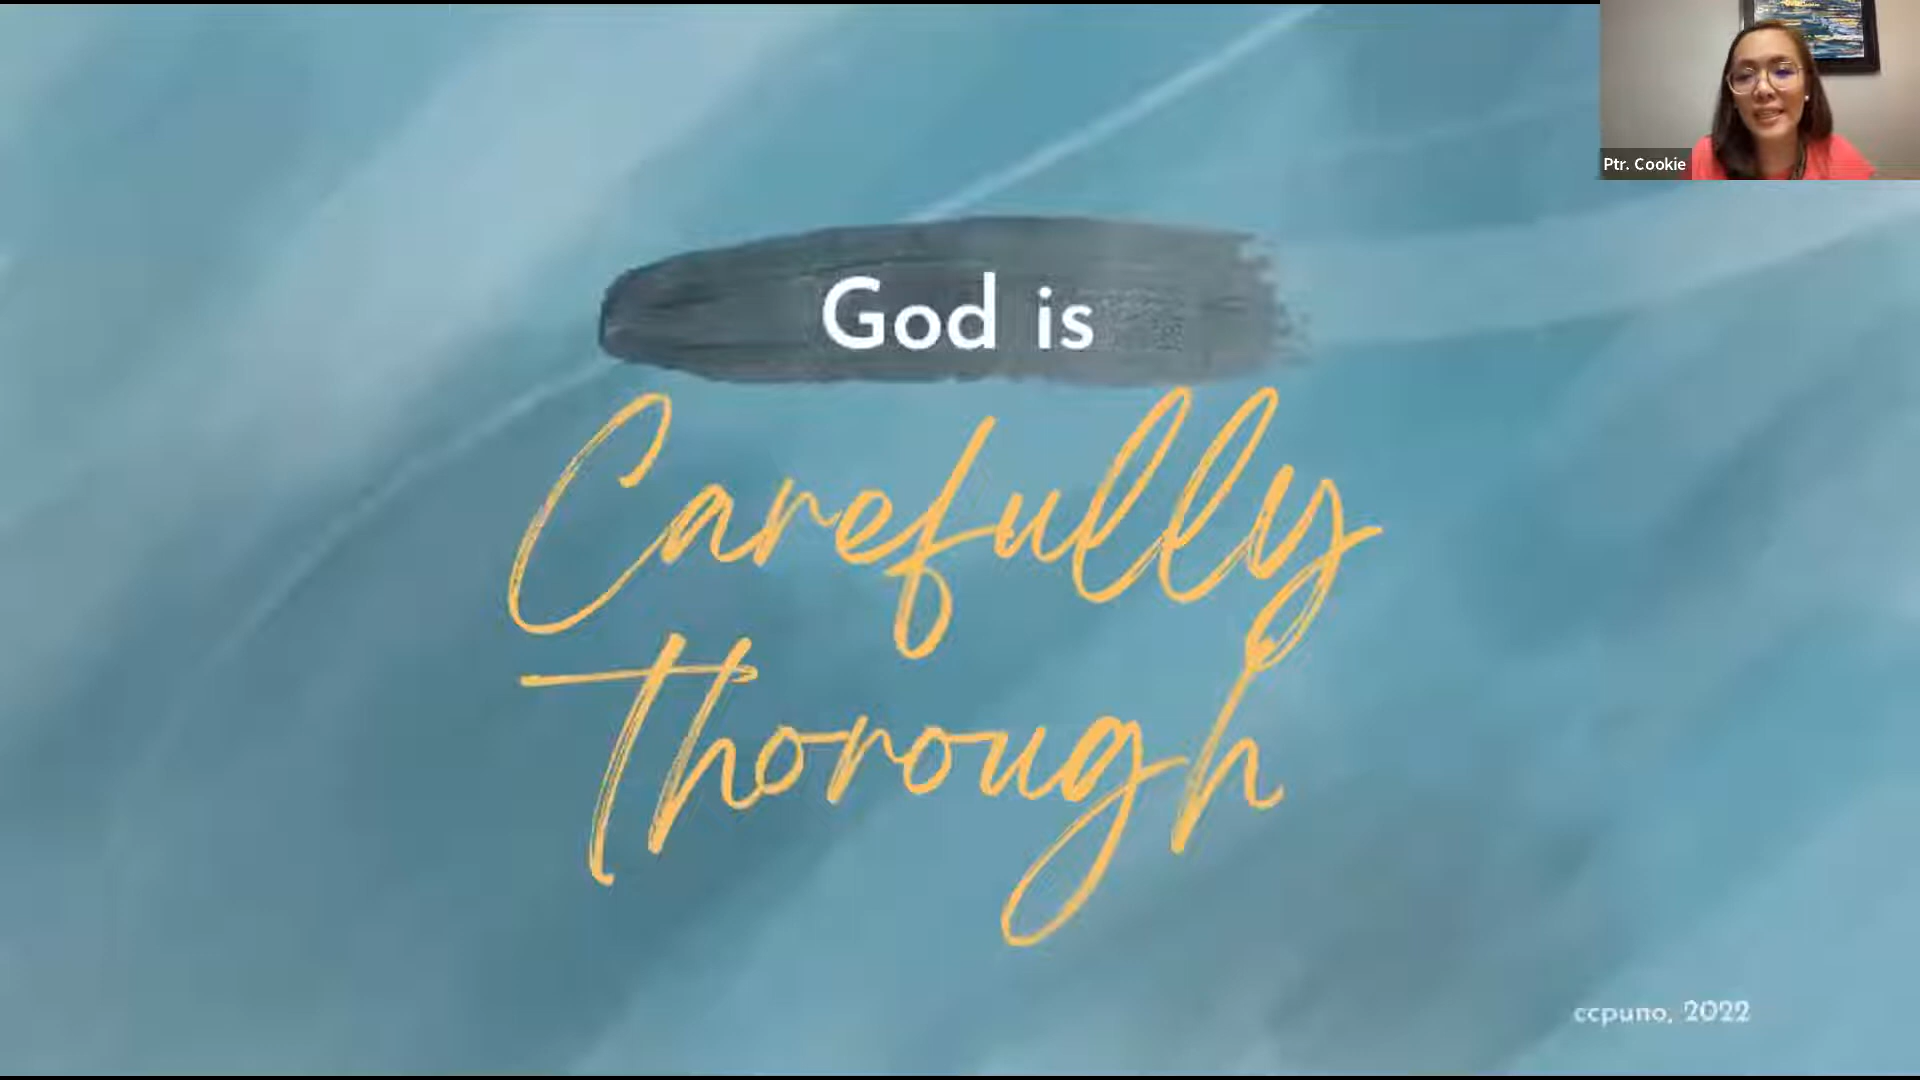 Ptr. Cookie
God is
Carefully
Thorough
ccpuno, 2022